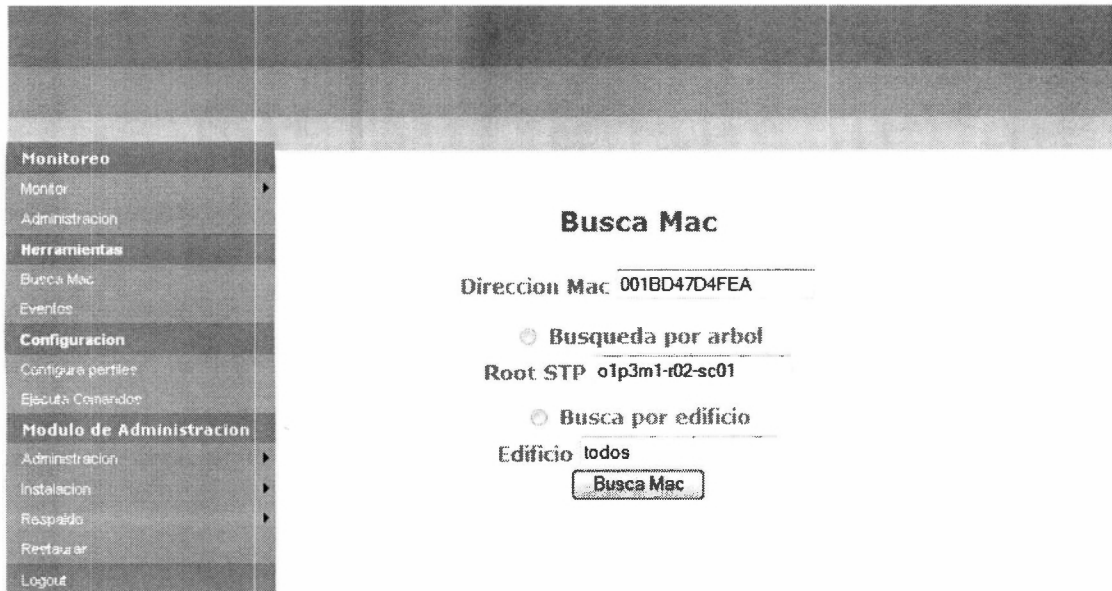 Monitoreo
Monitor
Administracion
Herramientas
Busca Mac
Eventos
Configuracion
Configura perfiles
Ejecuta Comandos
Modulo de Administracion
Administracion
Instalacion
Respaldo
Restaurar
Logout
Busca Mac
Direccion Mac 001BD47D4FEA
Busqueda por arbol
Root STP o1p3m1-r02-sc01
Busca por edificio
Edificio todos
Busca Mac